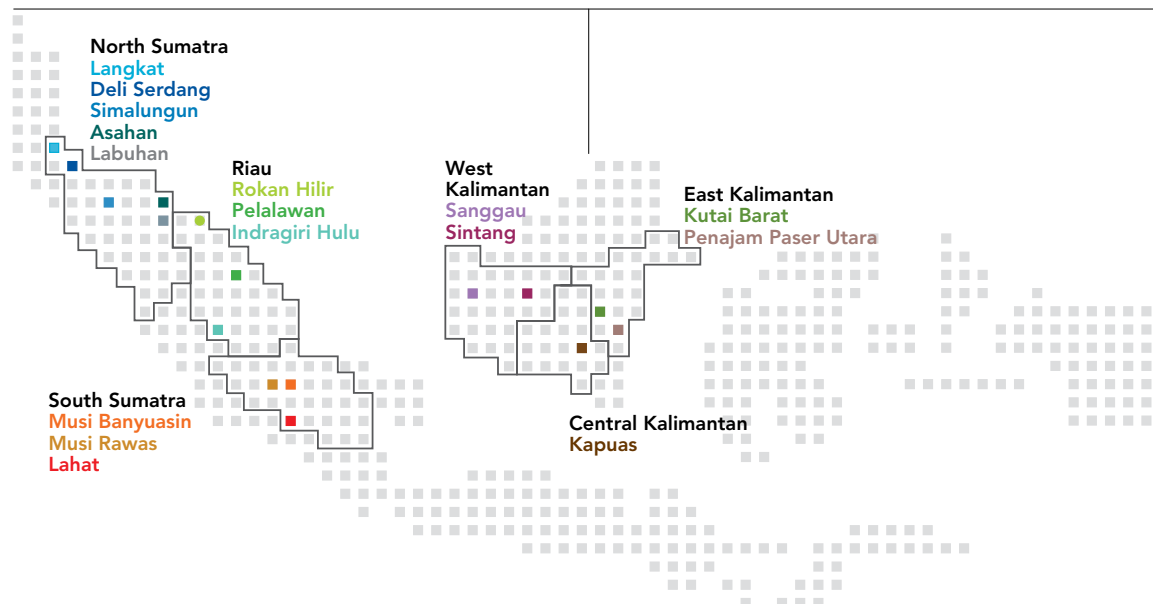 North Sumatra
Langkat
Deli Serdang
Simalungun
Asahan
Labuhan
Riau
Rokan Hilir
Pelalawan
Indragiri Hulu
West
Kalimantan
Sanggau
Sintang
East Kalimantan
Kutai Barat
Penajam Paser Utara
South Sumatra
Musi Banyuasin
Musi Rawas
Lahat
Central Kalimantan
Kapuas